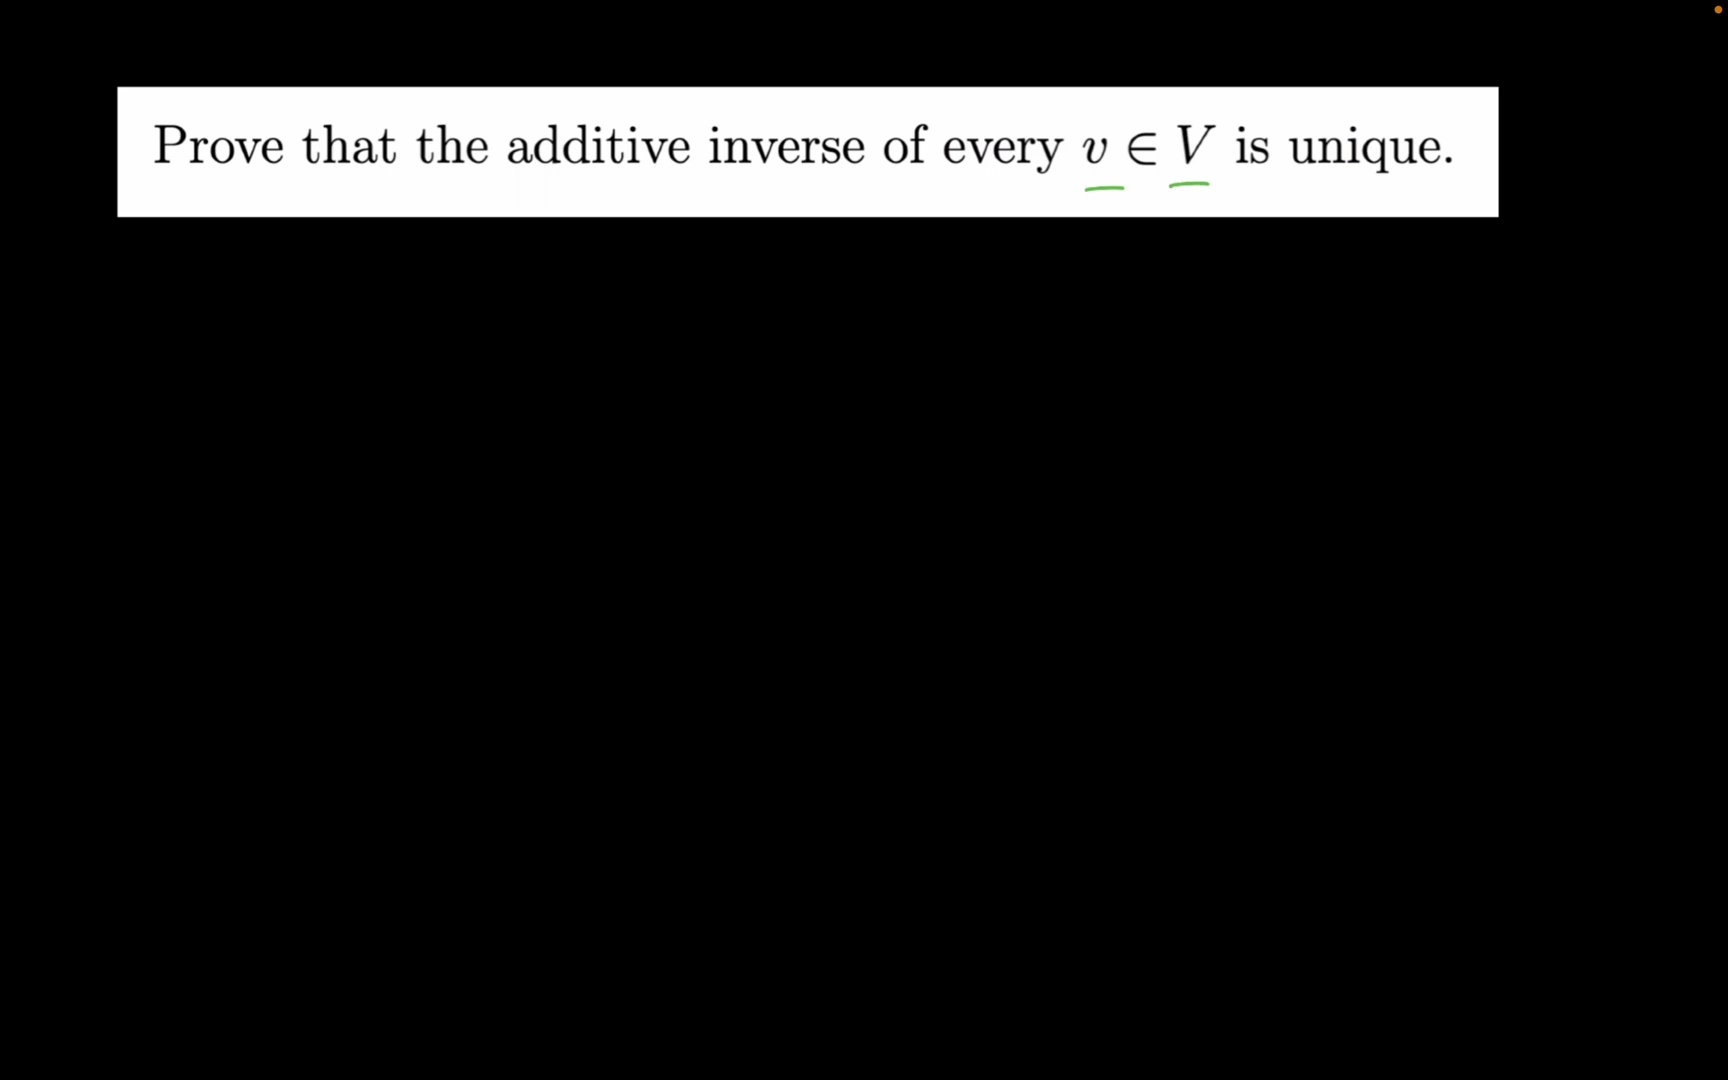 Prove that the additive inverse of every v ∈ V is unique.